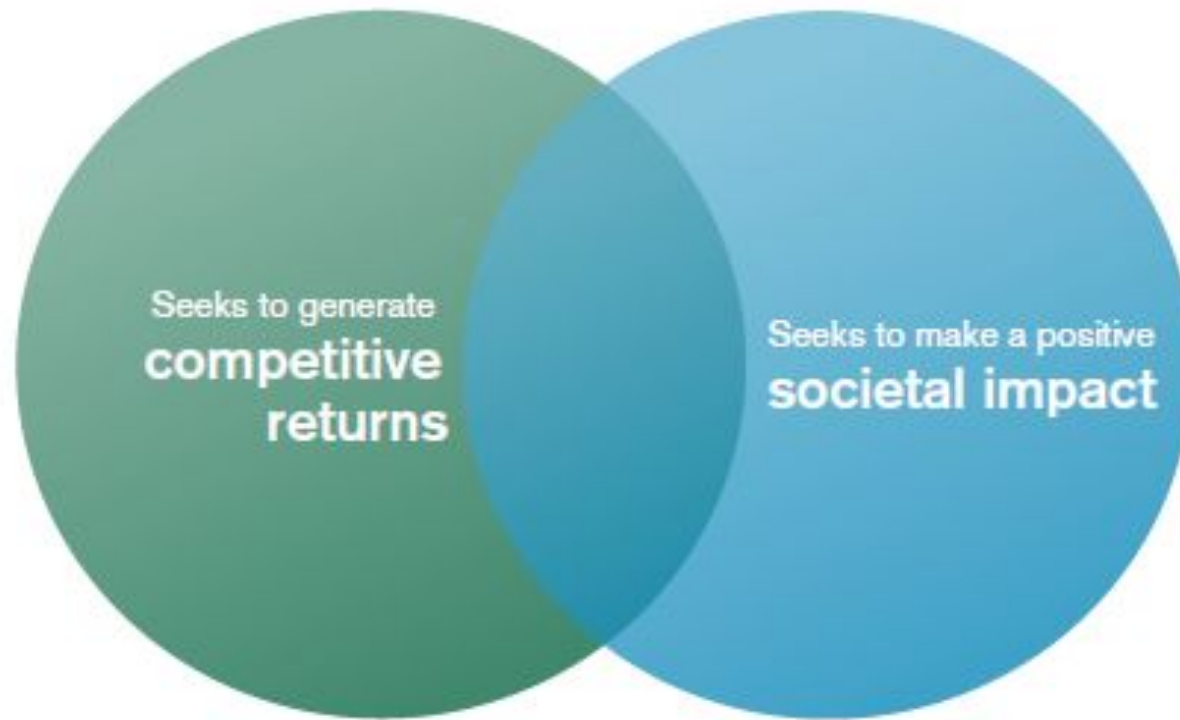 Seeks to generate
competitive
returns
Seeks to make a positive
societal impact